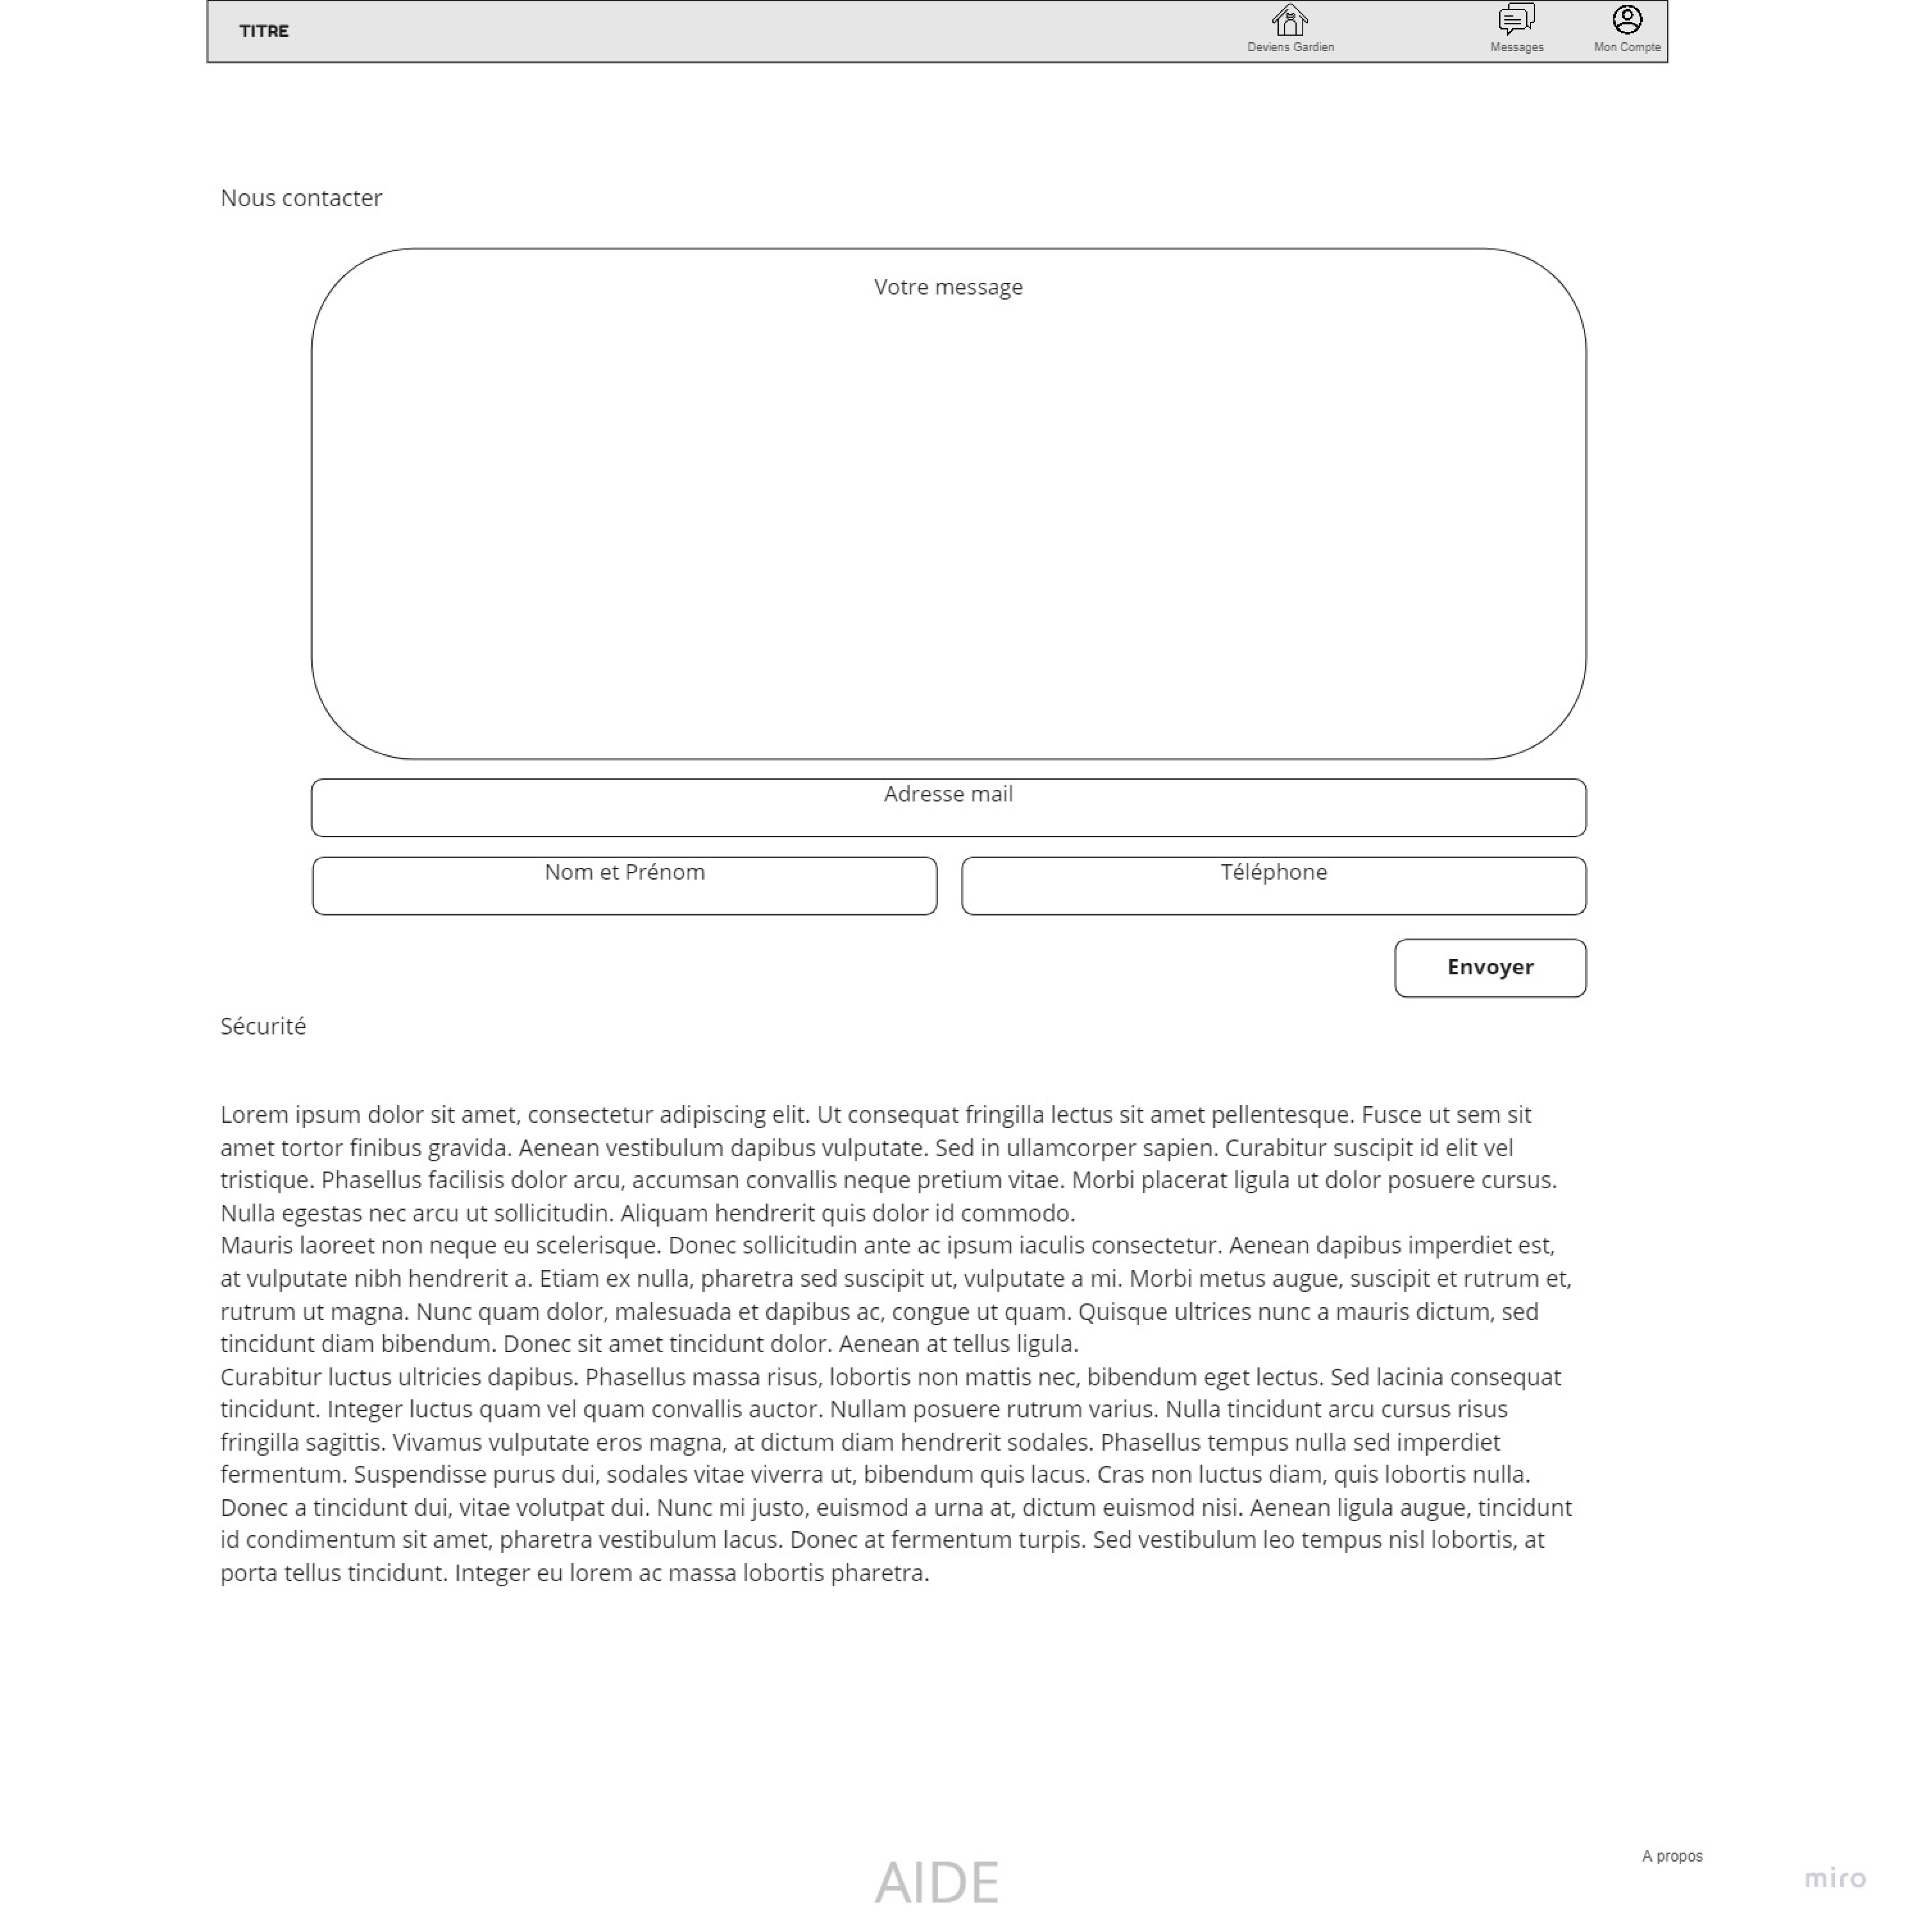 TITRE
Deviens Gardien
Messages
Mon Compte
Nous contacter
Votre message
Adresse mail
Nom et Prénom
Téléphone
Envoyer
Sécurité
Lorem ipsum dolor sit amet, consectetur adipiscing elit. Ut consequat fringilla lectus sit amet pellentesque. Fusce ut sem sit
amet tortor finibus gravida. Aenean vestibulum dapibus vulputate. Sed in ullamcorper sapien. Curabitur suscipit id elit vel
tristique. Phasellus facilisis dolor arcu, accumsan convallis neque pretium vitae. Morbi placerat ligula ut dolor posuere cursus.
Nulla egestas nec arcu ut sollicitudin. Aliquam hendrerit quis dolor id commodo.
Mauris laoreet non neque eu scelerisque. Donec sollicitudin ante ac ipsum iaculis consectetur. Aenean dapibus imperdiet est,
at vulputate nibh hendrerit a. Etiam ex nulla, pharetra sed suscipit ut, vulputate a mi. Morbi metus augue, suscipit et rutrum et,
rutrum ut magna. Nunc quam dolor, malesuada et dapibus ac, congue ut quam. Quisque ultrices nunc a mauris dictum, sed
tincidunt diam bibendum. Donec sit amet tincidunt dolor. Aenean at tellus ligula.
Curabitur luctus ultricies dapibus. Phasellus massa risus, lobortis non mattis nec, bibendum eget lectus. Sed lacinia consequat
tincidunt. Integer luctus quam vel quam convallis auctor. Nullam posuere rutrum varius. Nulla tincidunt arcu cursus risus
fringilla sagittis. Vivamus vulputate eros magna, at dictum diam hendrerit sodales. Phasellus tempus nulla sed imperdiet
fermentum. Suspendisse purus dui, sodales vitae viverra ut, bibendum quis lacus. Cras non luctus diam, quis lobortis nulla.
Donec a tincidunt dui, vitae volutpat dui. Nunc mi justo, euismod a urna at, dictum euismod nisi. Aenean ligula augue, tincidunt
id condimentum sit amet, pharetra vestibulum lacus. Donec at fermentum turpis. Sed vestibulum leo tempus nisl lobortis, at
porta tellus tincidunt. Integer eu lorem ac massa lobortis pharetra.
A propos
AIDE
miro